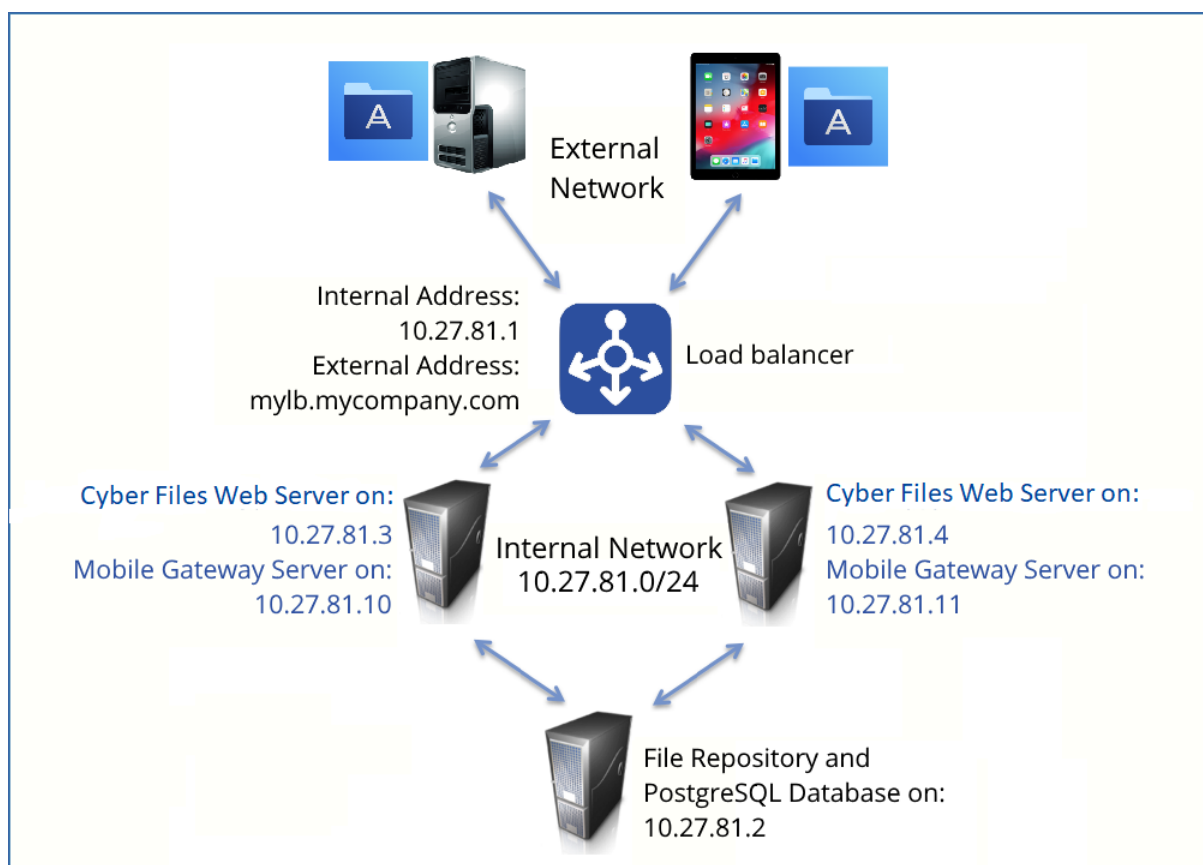 External
Network
Internal Address:
10.27.81.1
External Address:
mylb.mycompany.com
Load balancer
Cyber Files Web Server on:
10.27.81.3
Mobile Gateway Server on:
10.27.81.10
Internal Network
10.27.81.0/24
Cyber Files Web Server on:
10.27.81.4
Mobile Gateway Server on:
10.27.81.11
File Repository and
PostgreSQL Database on:
10.27.81.2